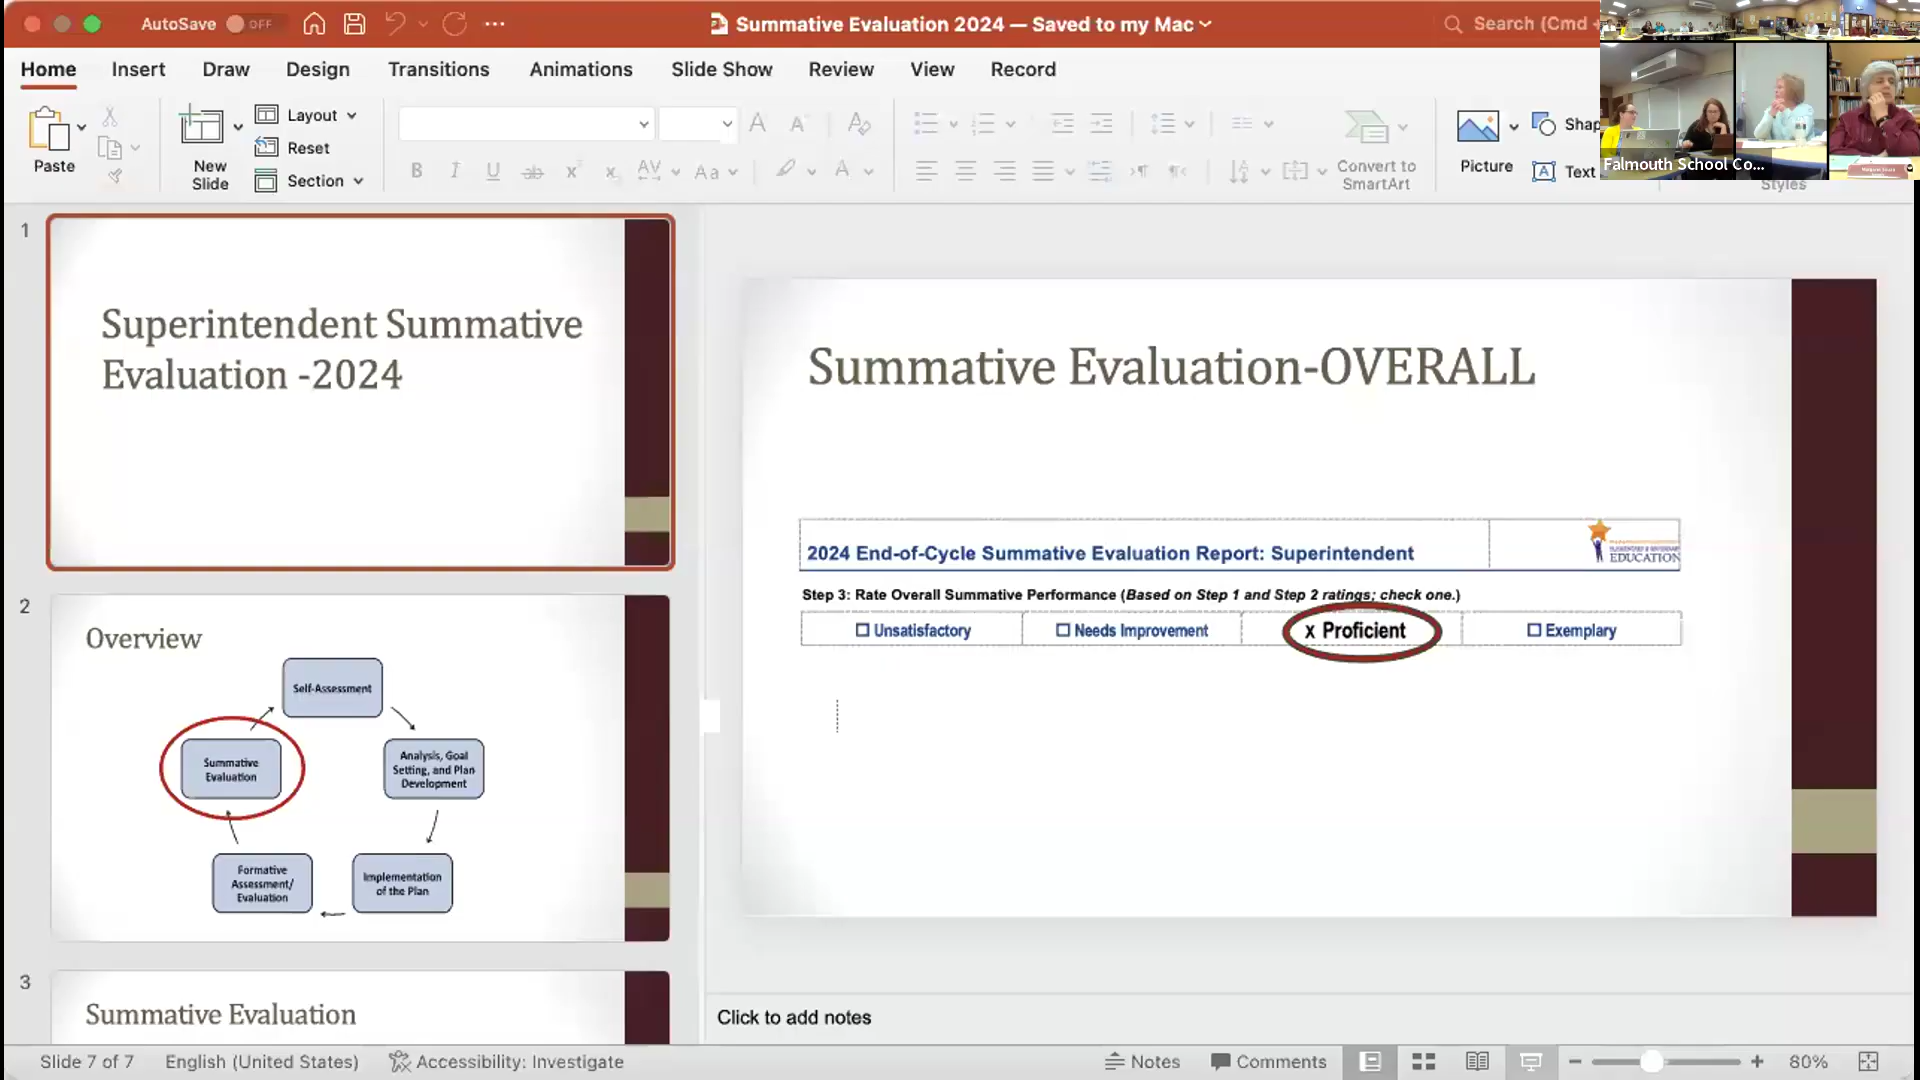 AutoSave OFF
Summative Evaluation 2024 — Saved to my Mac
Search (Cmd
Home Insert Draw Design Transitions Animations Slide Show Review View Record
Paste
New
Slide
Layout
Reset
Section
Convert to
SmartArt
Picture
Shap
Text
Styles
Falmouth School Co...
1
Superintendent Summative
Evaluation -2024
2
Overview
Self-Assessment
Analysis, Goal
Setting, and Plan
Development
Implementation
of the Plan
Formative
Assessment/
Evaluation
Summative
Evaluation
3
Summative Evaluation
Summative Evaluation-OVERALL
2024 End-of-Cycle Summative Evaluation Report: Superintendent
EDUCATION
Step 3: Rate Overall Summative Performance (Based on Step 1 and Step 2 ratings; check one.)
☐ Unsatisfactory ☐ Needs Improvement x Proficient ☐ Exemplary
Click to add notes
Slide 7 of 7 English (United States) Accessibility: Investigate Notes Comments 80%